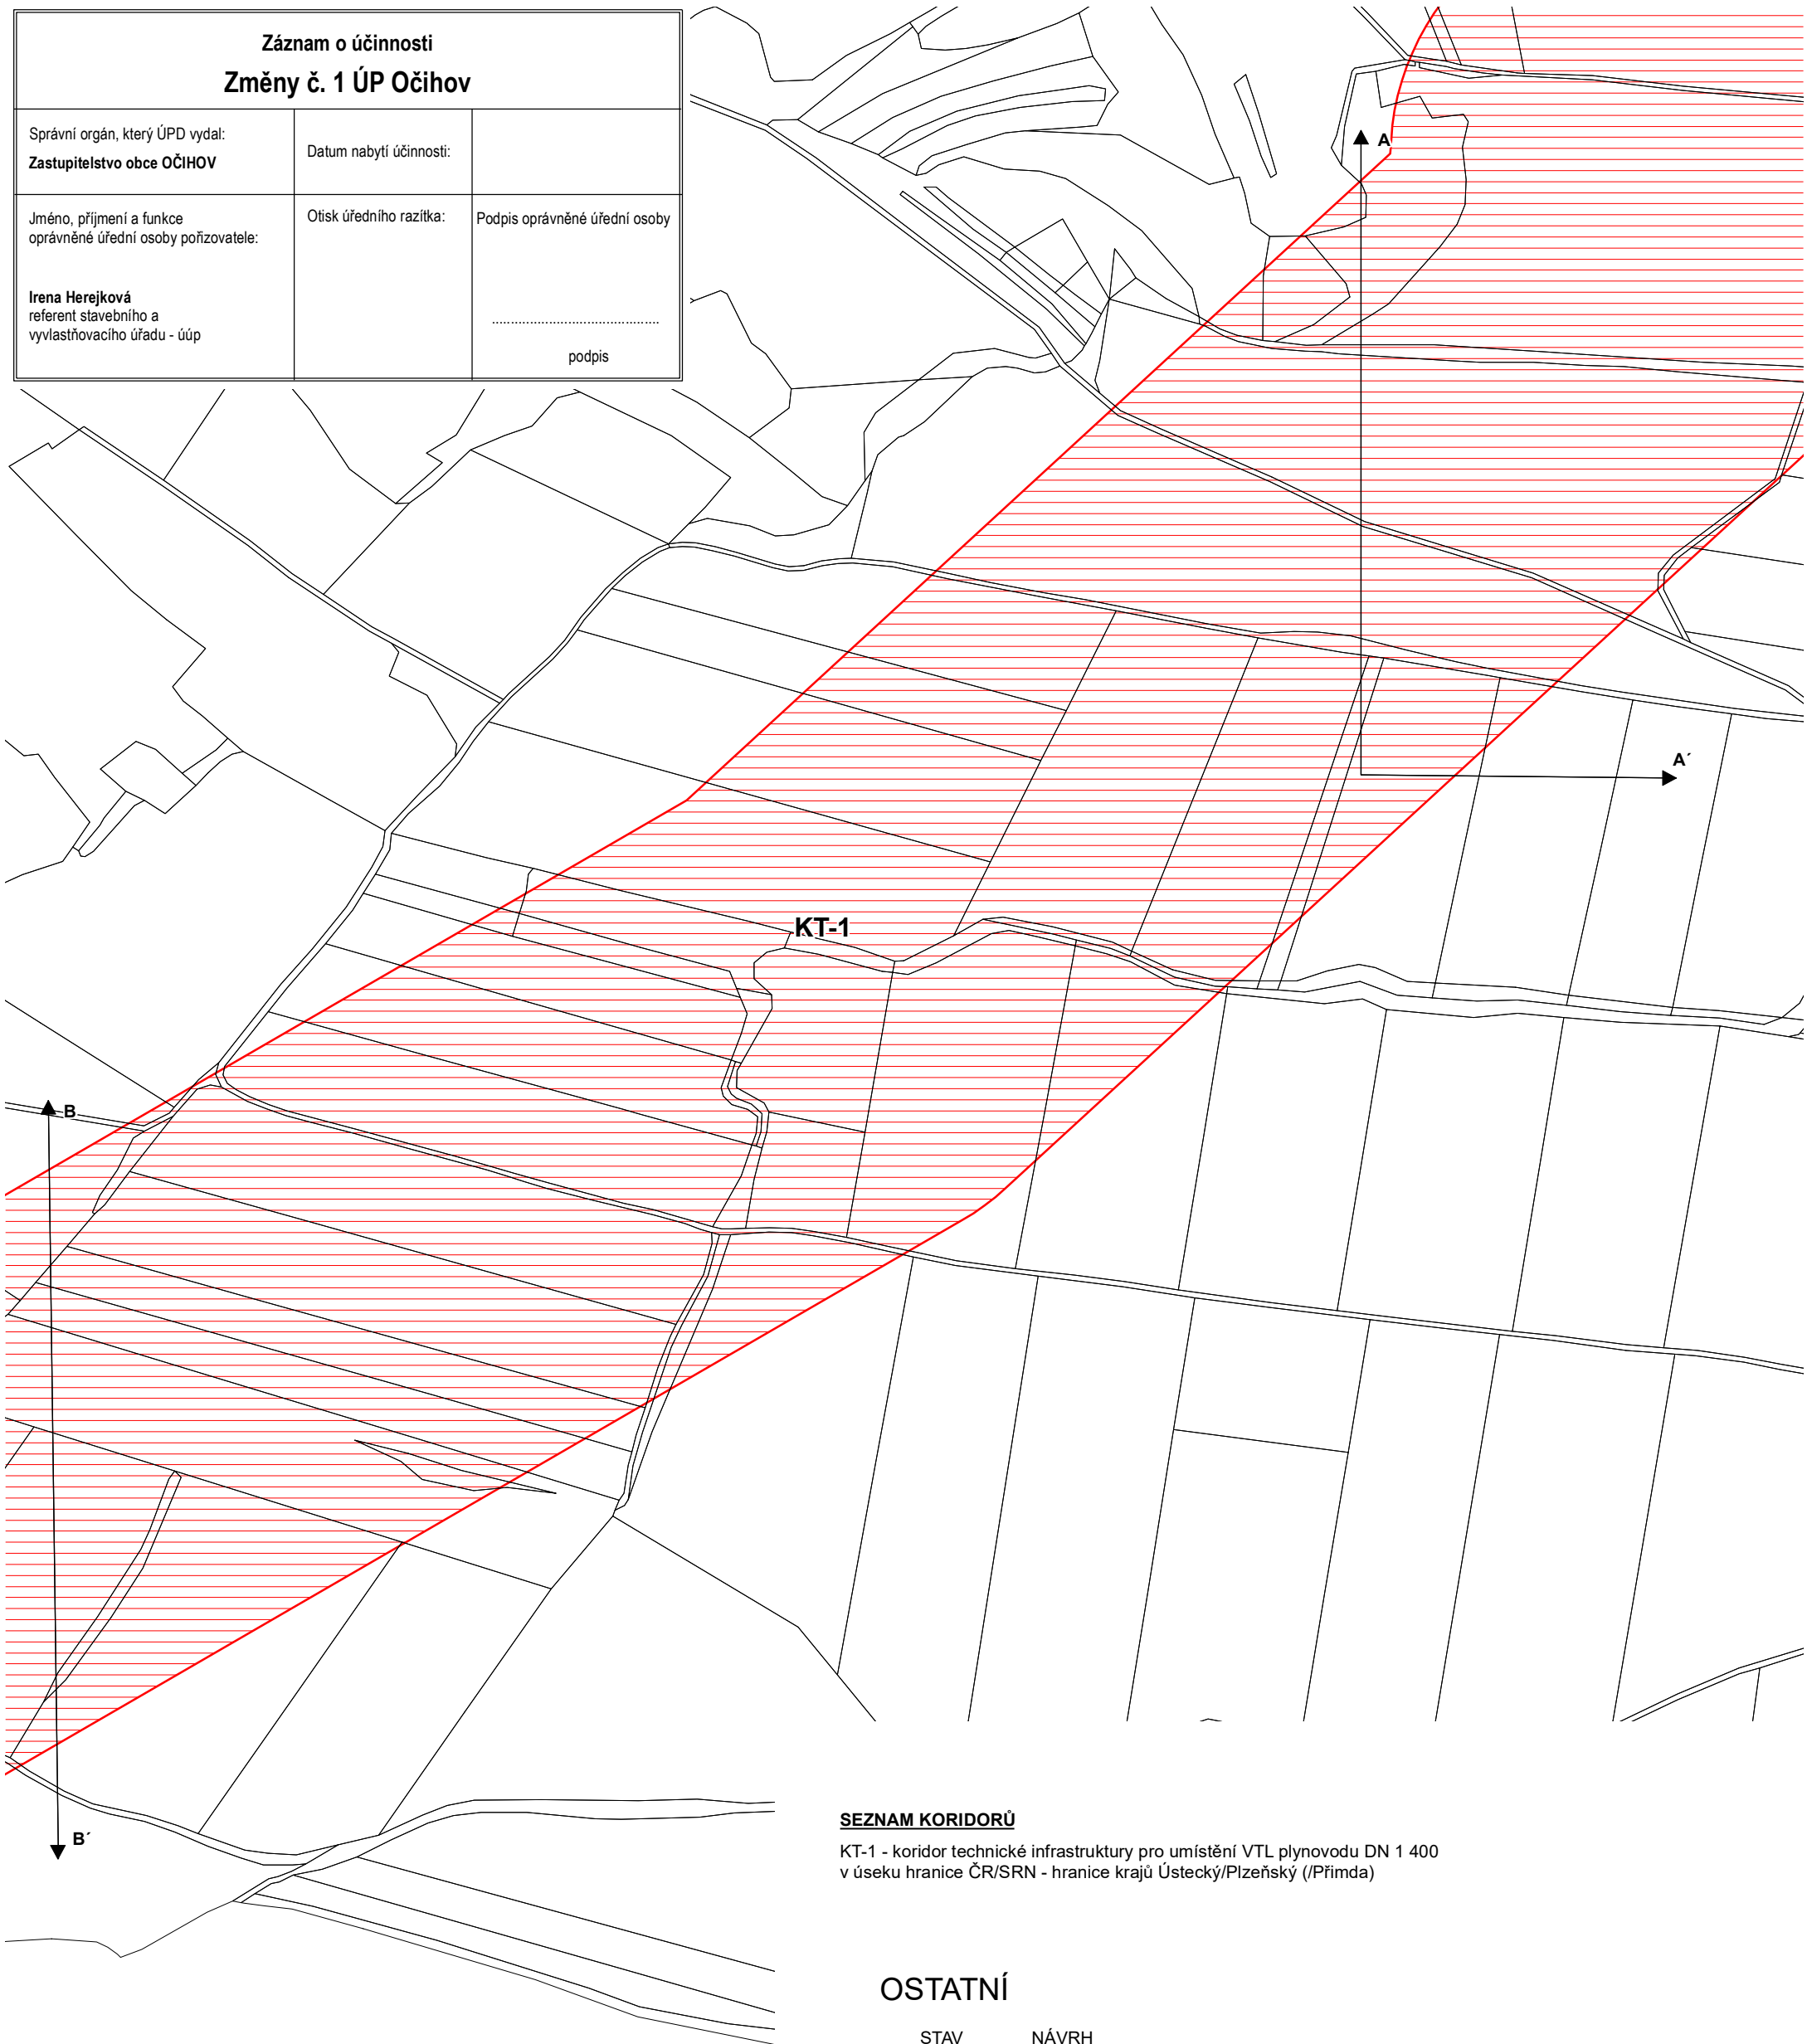 Záznam o účinnosti
Změny č. 1 ÚP Očihov
Správní orgán, který ÚPD vydal:
Zastupitelstvo obce OČIHOV
Datum nabytí účinnosti:
Jméno, příjmení a funkce
oprávněné úřední osoby pořizovatele:
Irena Herejková
referent stavebního a
vyvlastňovacího úřadu - úúp
Otisk úředního razítka:
Podpis oprávněné úřední osoby
............................................
podpis
A
A´
KT-1
B
B´
SEZNAM KORIDORŮ
KT-1 - koridor technické infrastruktury pro umístění VTL plynovodu DN 1 400
v úseku hranice ČR/SRN - hranice krajů Ústecký/Plzeňský (/Přimda)
OSTATNÍ
STAV NÁVRH